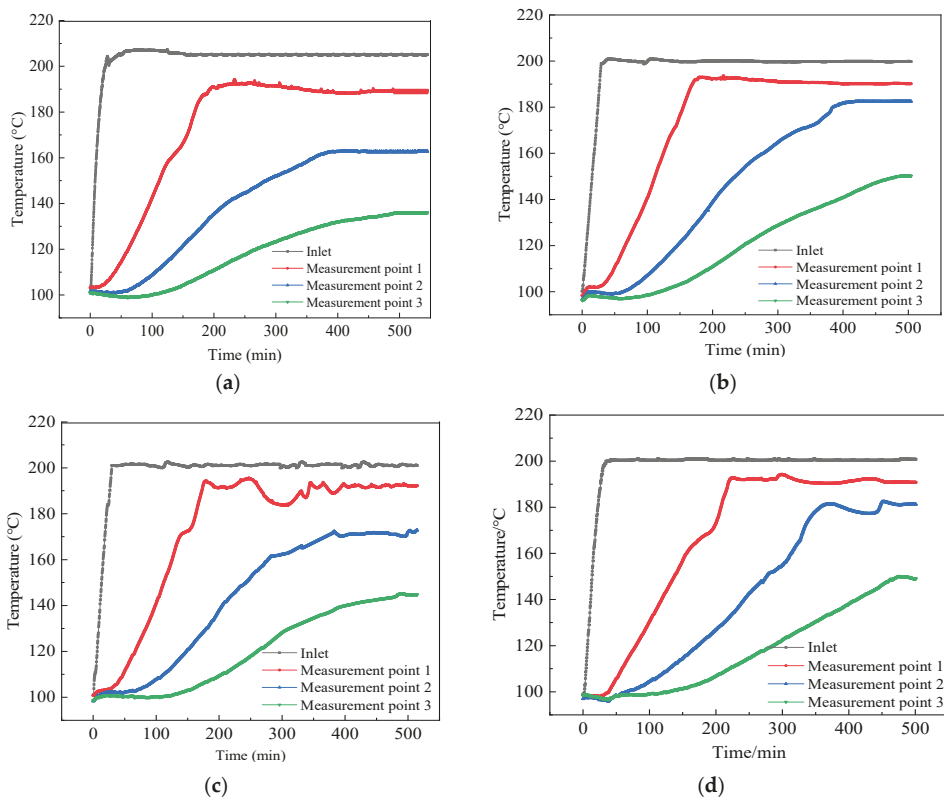 220
200
180
160
140
120
100
Temperature (°C)
Inlet
Measurement point 1
Measurement point 2
Measurement point 3
0 100 200 300 400 500
Time (min)
(a)
220
200
180
160
140
120
100
Temperature (°C)
Inlet
Measurement point 1
Measurement point 2
Measurement point 3
0 100 200 300 400 500
Time (min)
(b)
220
200
180
160
140
120
100
Temperature (°C)
Inlet
Measurement point 1
Measurement point 2
Measurement point 3
0 100 200 300 400 500
Time (min)
(c)
220
200
180
160
140
120
100
Temperature/°C
Inlet
Measurement point 1
Measurement point 2
Measurement point 3
0 100 200 300 400 500
Time/min
(d)